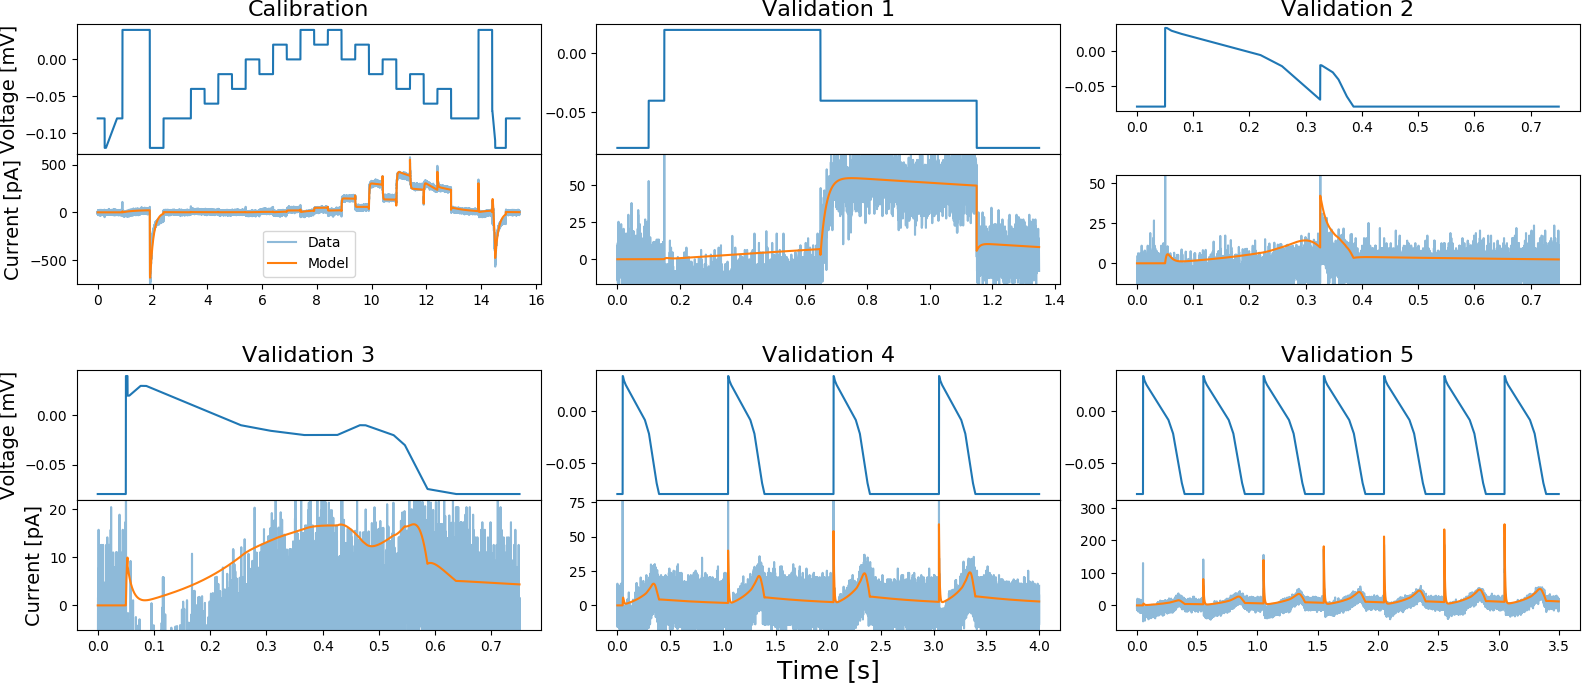 Calibration
Validation 1
Validation 2
Voltage [mV]
0.00
−0.05
−0.10
0.00
−0.05
0.00
−0.05
0.0 0.1 0.2 0.3 0.4 0.5 0.6 0.7
Current [pA]
500
0
−500
Data
Model
0 2 4 6 8 10 12 14 16
50
25
0
0.0 0.2 0.4 0.6 0.8 1.0 1.2 1.4
50
25
0
0.0 0.1 0.2 0.3 0.4 0.5 0.6 0.7
Validation 3
Validation 4
Validation 5
Voltage [mV]
0.00
−0.05
0.00
−0.05
0.00
−0.05
Current [pA]
20
10
0
0.0 0.1 0.2 0.3 0.4 0.5 0.6 0.7
75
50
25
0
0.0 0.5 1.0 1.5 2.0 2.5 3.0 3.5 4.0
300
200
100
0
0.0 0.5 1.0 1.5 2.0 2.5 3.0 3.5
Time [s]